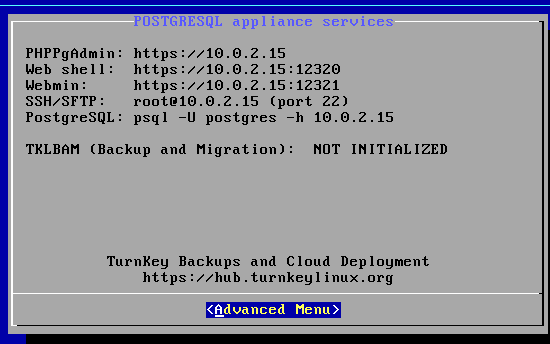 POSTGRESQL appliance services
PHPPgAdmin: https://10.0.2.15
Web shell:  https://10.0.2.15:12320
Webmin:     https://10.0.2.15:12321
SSH/SFTP:   root@10.0.2.15 (port 22)
PostgreSQL: psql -U postgres -h 10.0.2.15
TKLBAM (Backup and Migration):  NOT INITIALIZED
TurnKey Backups and Cloud Deployment
https://hub.turnkeylinux.org
<Advanced Menu>